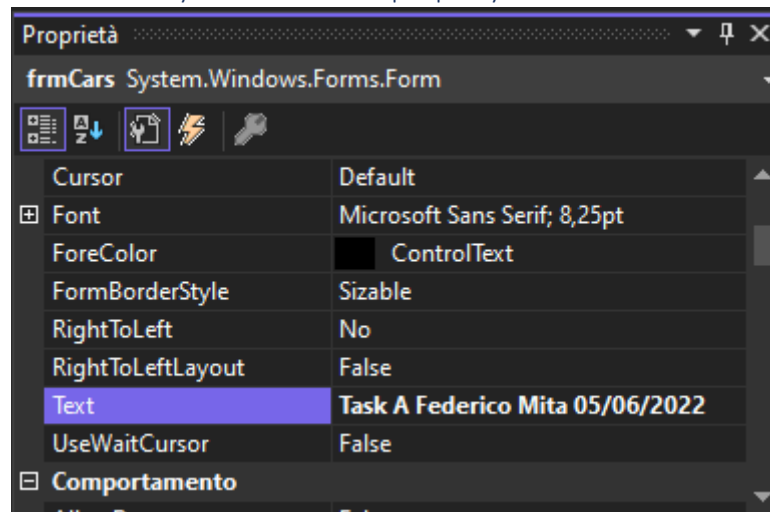 Proprietà
frmCars System.Windows.Forms.Form
Cursor Default
Font Microsoft Sans Serif; 8,25pt
ForeColor ControlText
FormBorderStyle Sizable
RightToLeft No
RightToLeftLayout False
Text Task A Federico Mita 05/06/2022
UseWaitCursor False
Comportamento